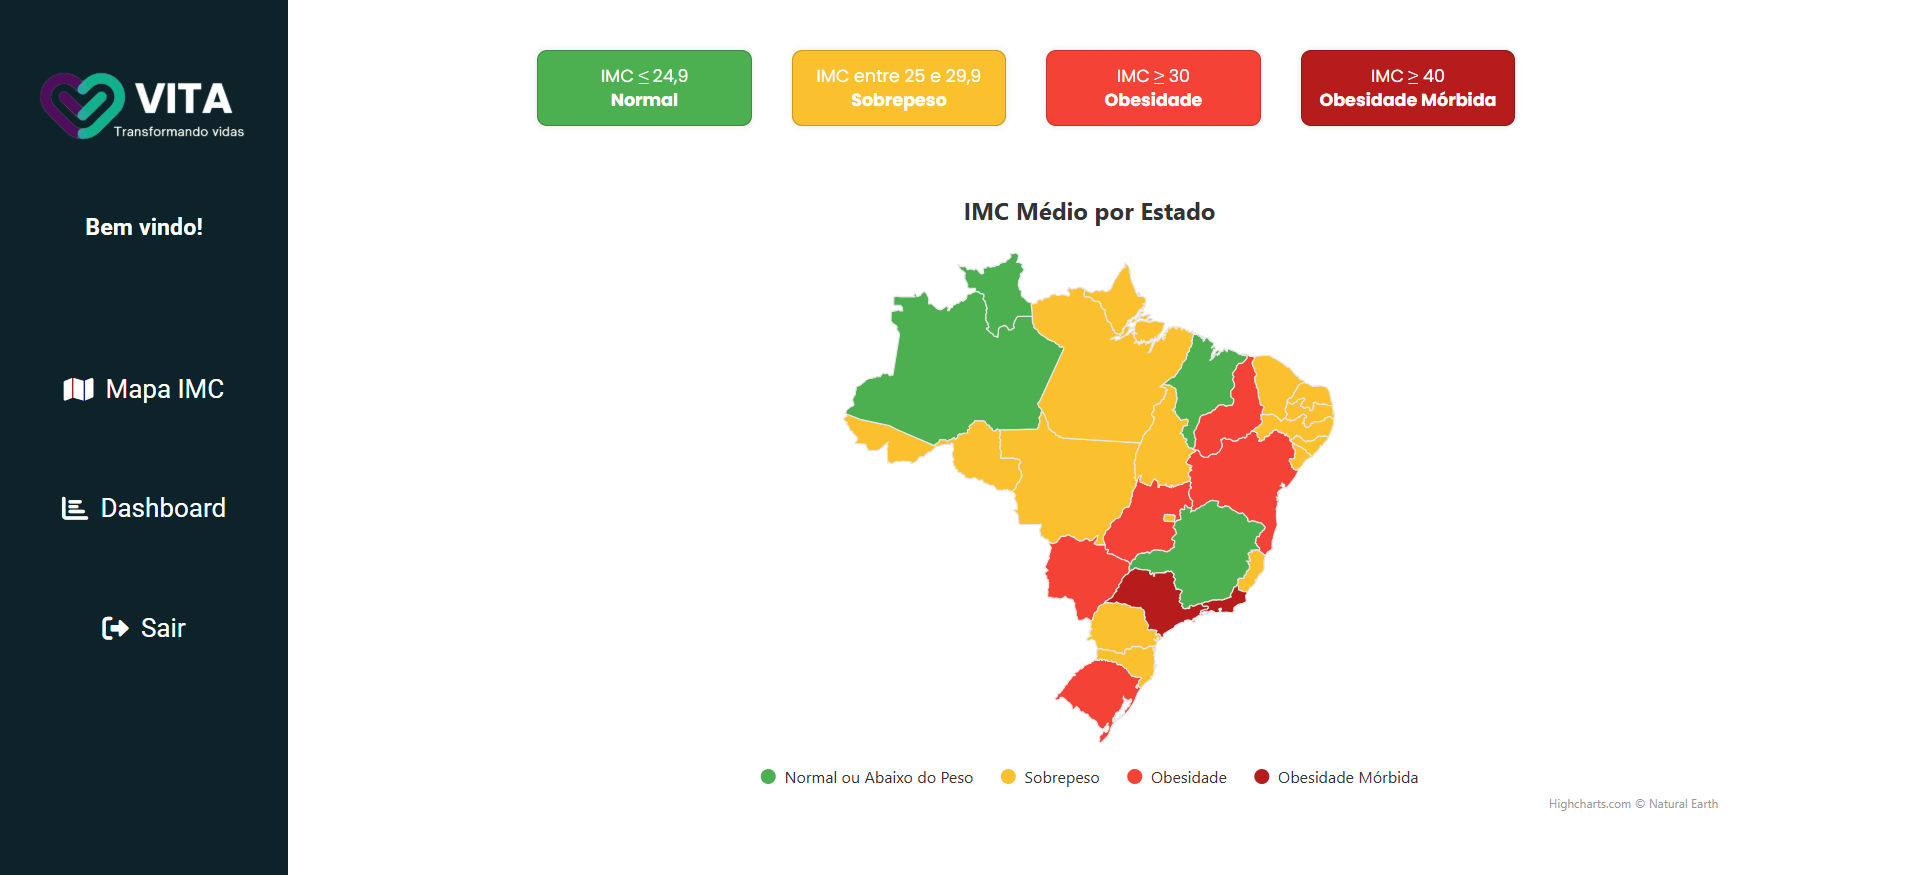 VITA
Transformando vidas
Bem vindo!
Mapa IMC
Dashboard
Sair
IMC ≤ 24,9
Normal
IMC entre 25 e 29,9
Sobrepeso
IMC ≥ 30
Obesidade
IMC ≥ 40
Obesidade Mórbida
IMC Médio por Estado
Normal ou Abaixo do Peso
Sobrepeso
Obesidade
Obesidade Mórbida
Highcharts.com © Natural Earth